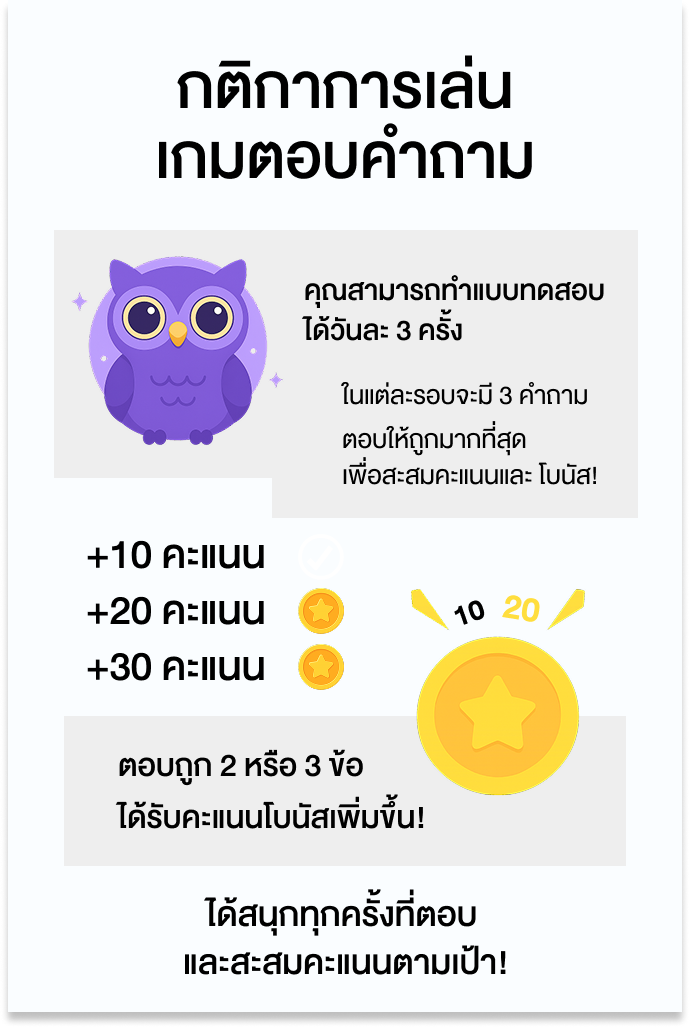 กติกาการเล่น
เกมตอบคำถาม
คุณสามารถทำแบบทดสอบ
ได้วันละ 3 ครั้ง
ในแต่ละรอบจะมี 3 คำถาม
ตอบให้ถูกมากที่สุด
เพื่อสะสมคะแนนและ โบนัส!
+10 คะแนน
+20 คะแนน
+30 คะแนน
10 20
ตอบถูก 2 หรือ 3 ข้อ
ได้รับคะแนนโบนัสเพิ่มขึ้น!
ได้สนุกทุกครั้งที่ตอบ
และสะสมคะแนนตามเป้า!